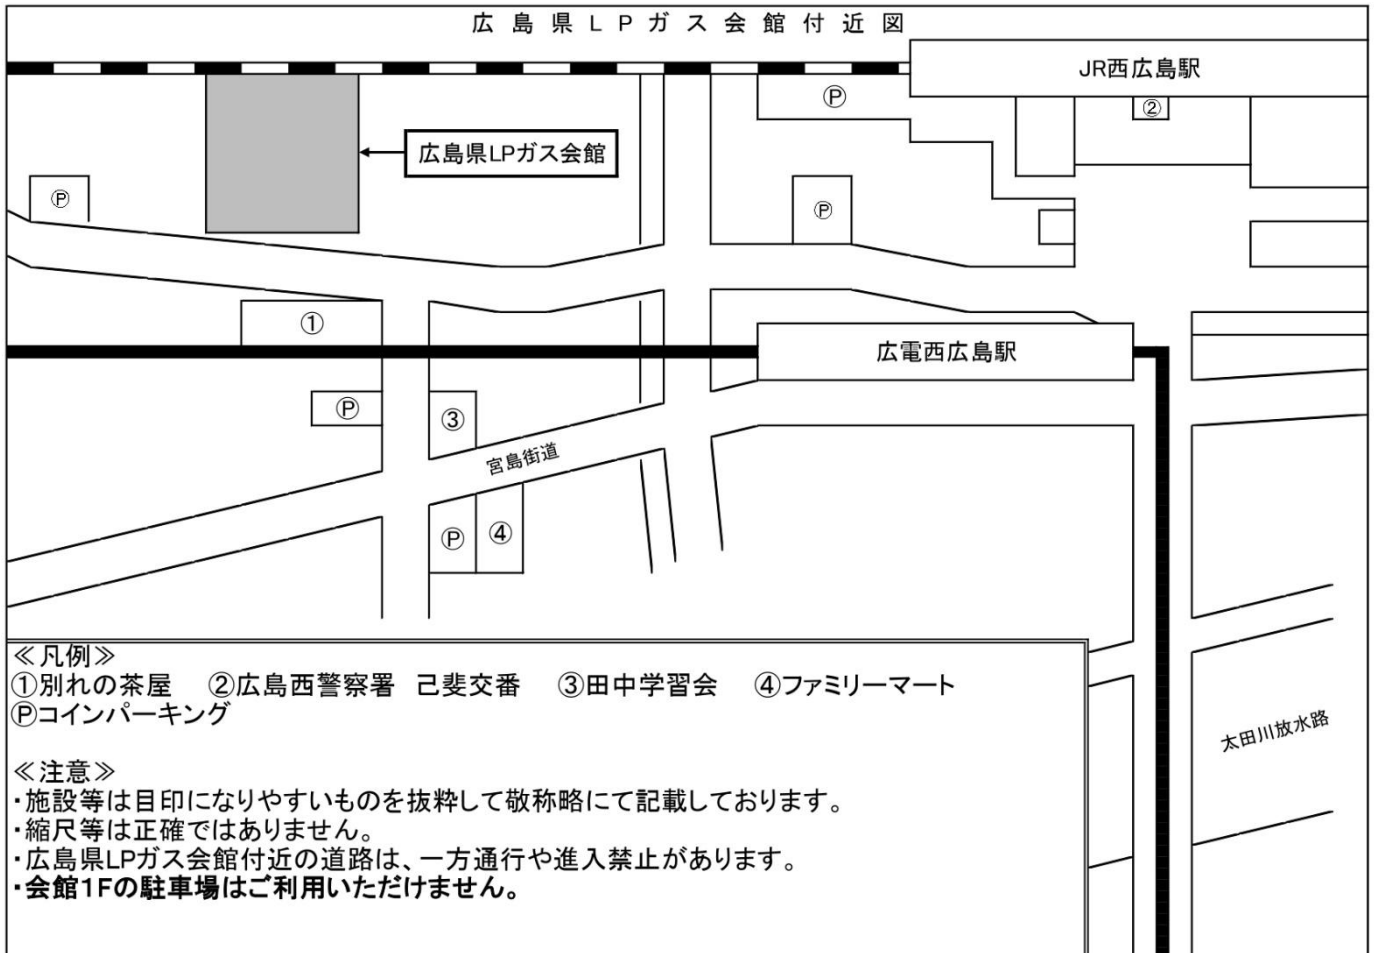 広島県LPガス会館付近図
JR西広島駅
Ⓟ
②
広島県LPガス会館
Ⓟ
Ⓟ
①
広電西広島駅
Ⓟ
③
宮島街道
Ⓟ
④
≪凡例≫
①別れの茶屋　②広島西警察署　己斐交番　③田中学習会　④ファミリーマート
Ⓟコインパーキング
太田川放水路
≪注意≫
・施設等は目印になりやすいものを抜粋して敬称略にて記載しております。
・縮尺等は正確ではありません。
・広島県LPガス会館付近の道路は、一方通行や進入禁止があります。
・会館1Fの駐車場はご利用いただけません。